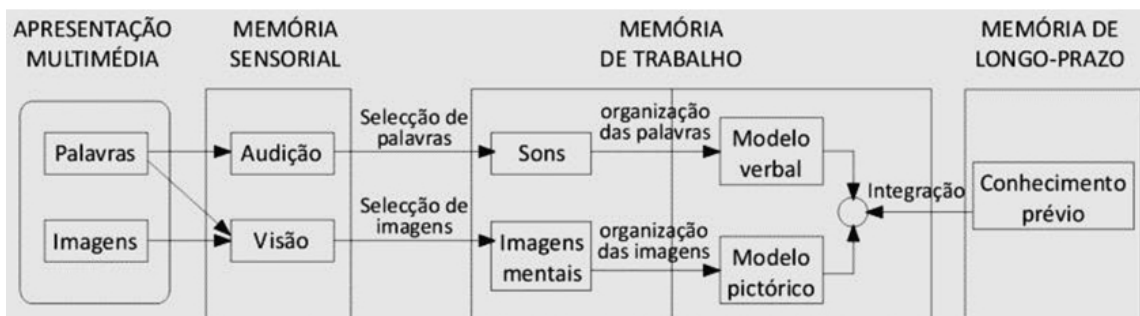 APRESENTAÇÃO
MULTIMÉDIA
MEMÓRIA
SENSORIAL
MEMÓRIA
DE TRABALHO
MEMÓRIA DE
LONGO-PRAZO
Palavras
Imagens
Audição
Visão
Selecção de
palavras
Selecção de
imagens
Sons
Imagens
mentais
organização
das palavras
organização
das imagens
Modelo
verbal
Modelo
pictórico
Integração
Conhecimento
prévio